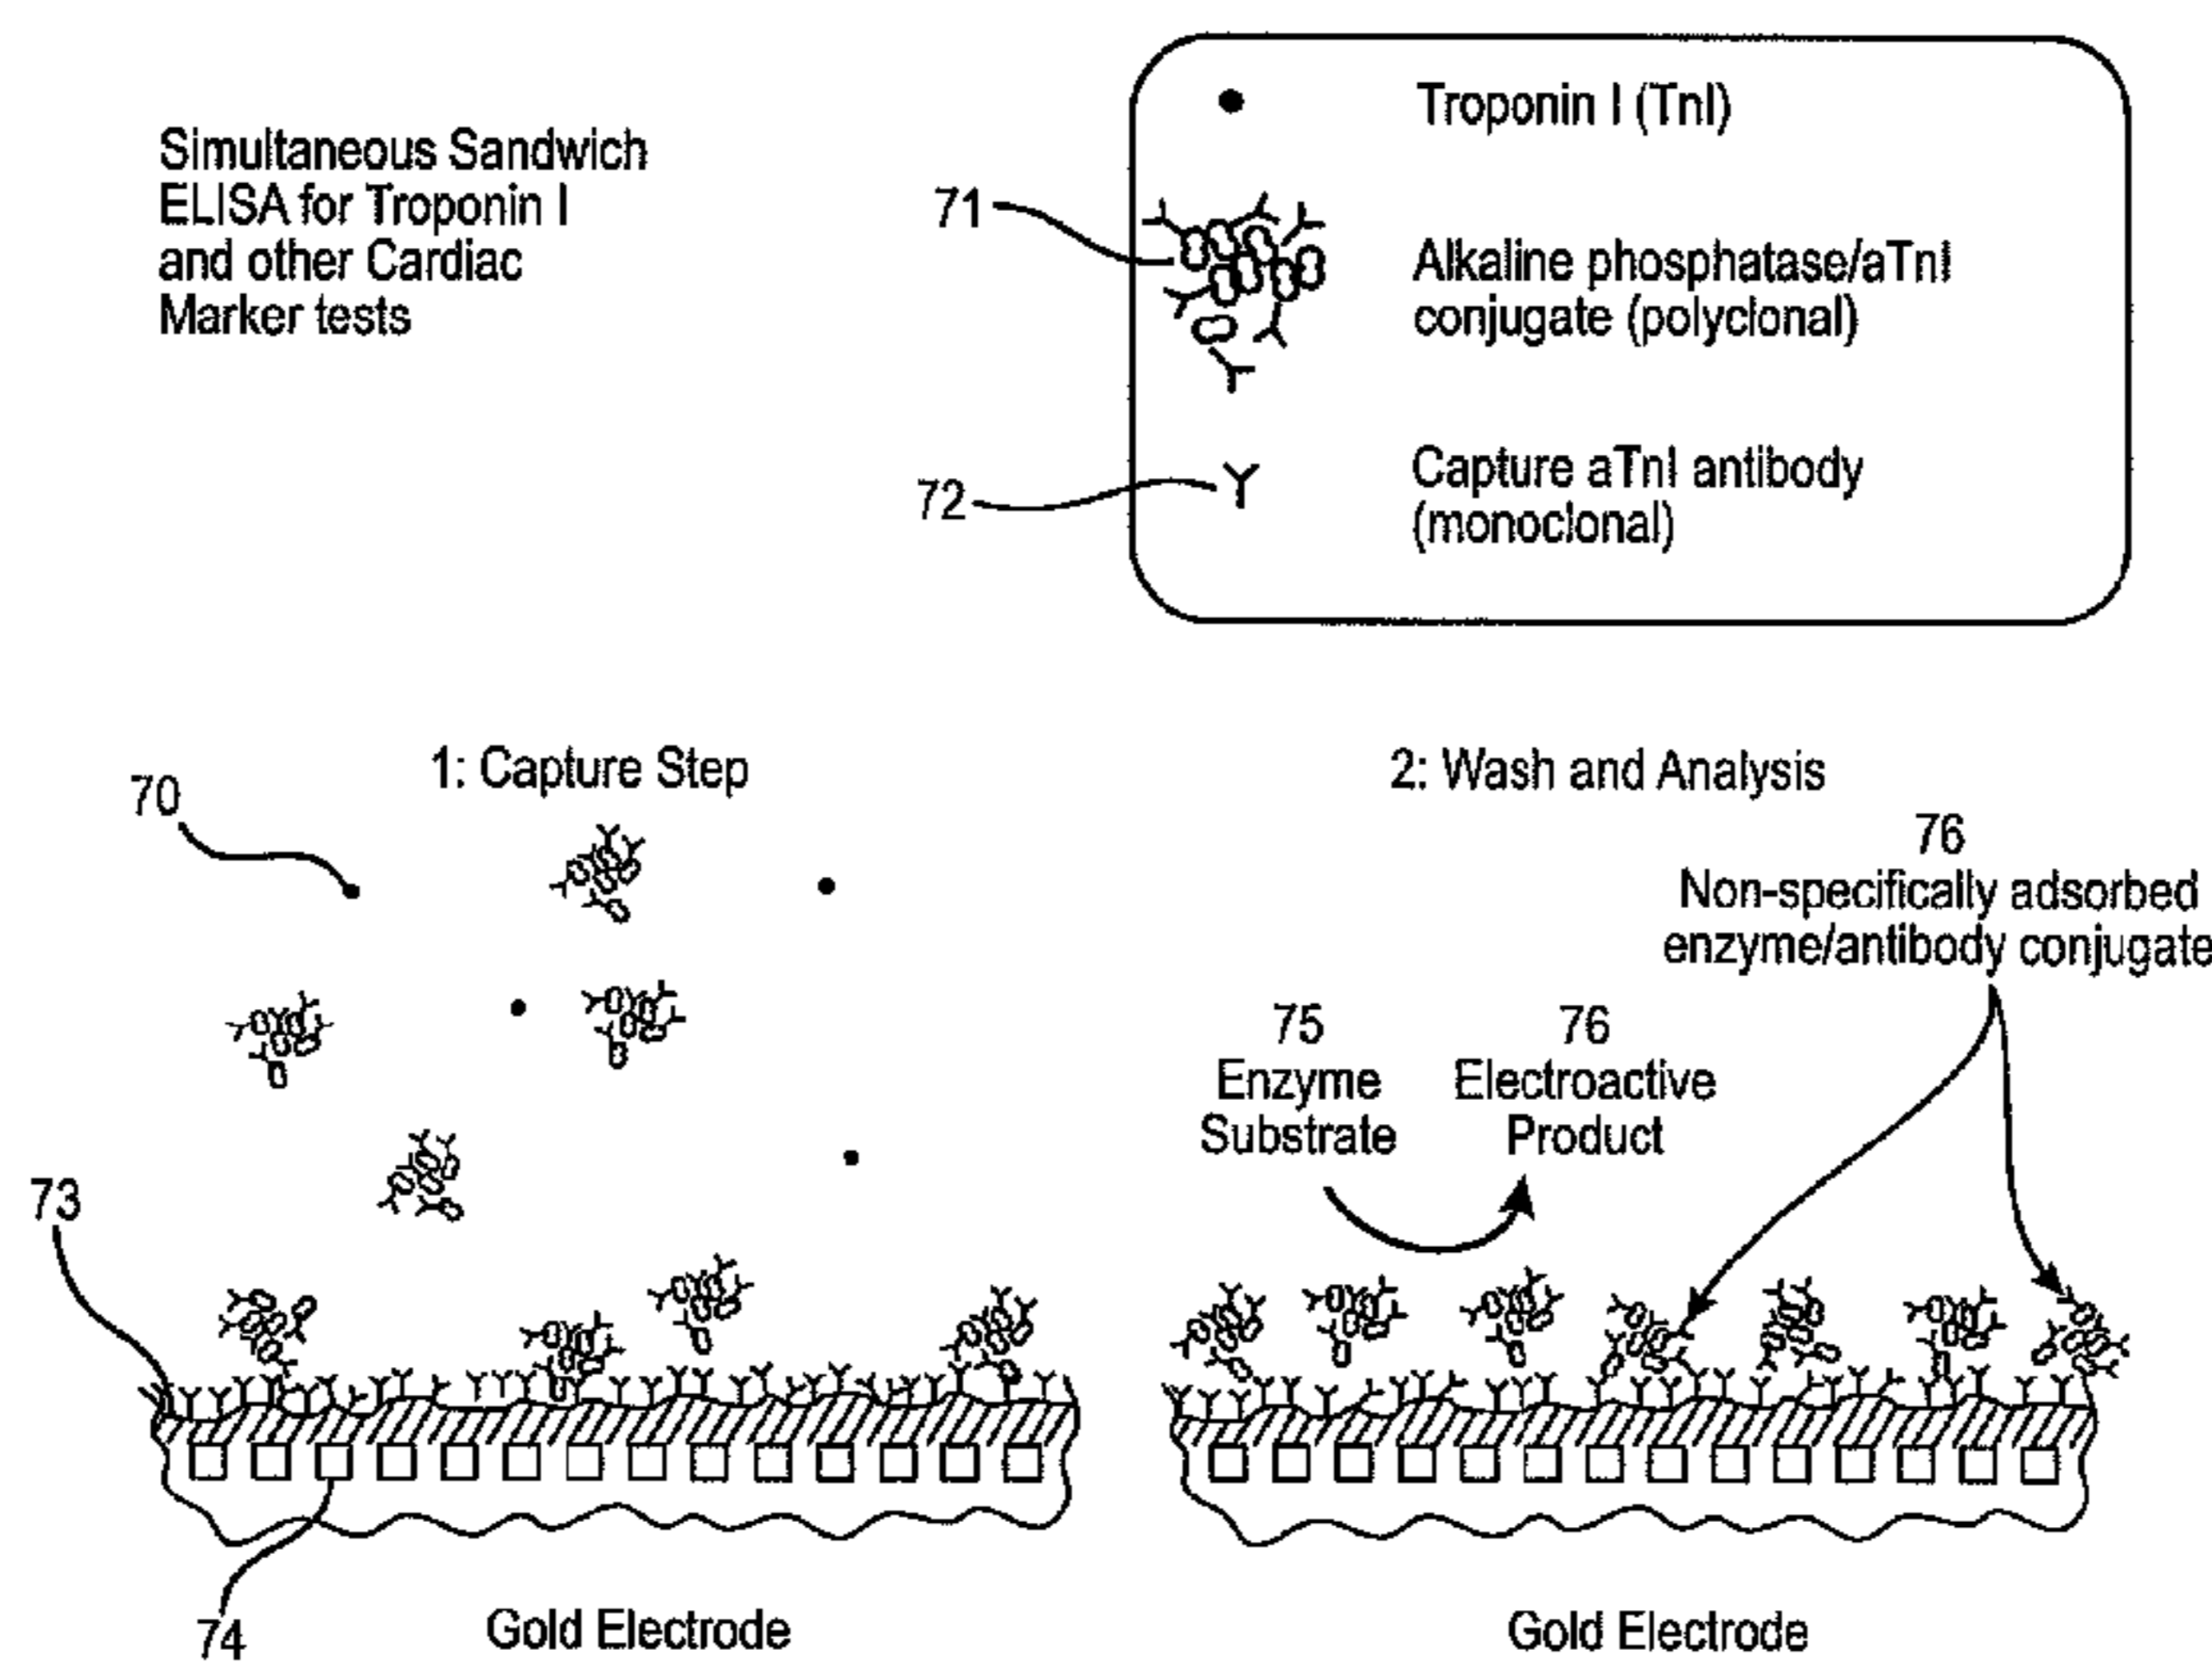 Simultaneous Sandwich
ELISA for Troponin I
and other Cardiac
Marker tests
Troponin I (TnI)
71
Alkaline phosphatase/aTnI
conjugate (polyclonal)
72
Capture aTnI antibody
(monoclonal)
1: Capture Step
70
73
74
Gold Electrode
2: Wash and Analysis
76
Non-specifically adsorbed
enzyme/antibody conjugate
75
Enzyme
Substrate
76
Electroactive
Product
Gold Electrode